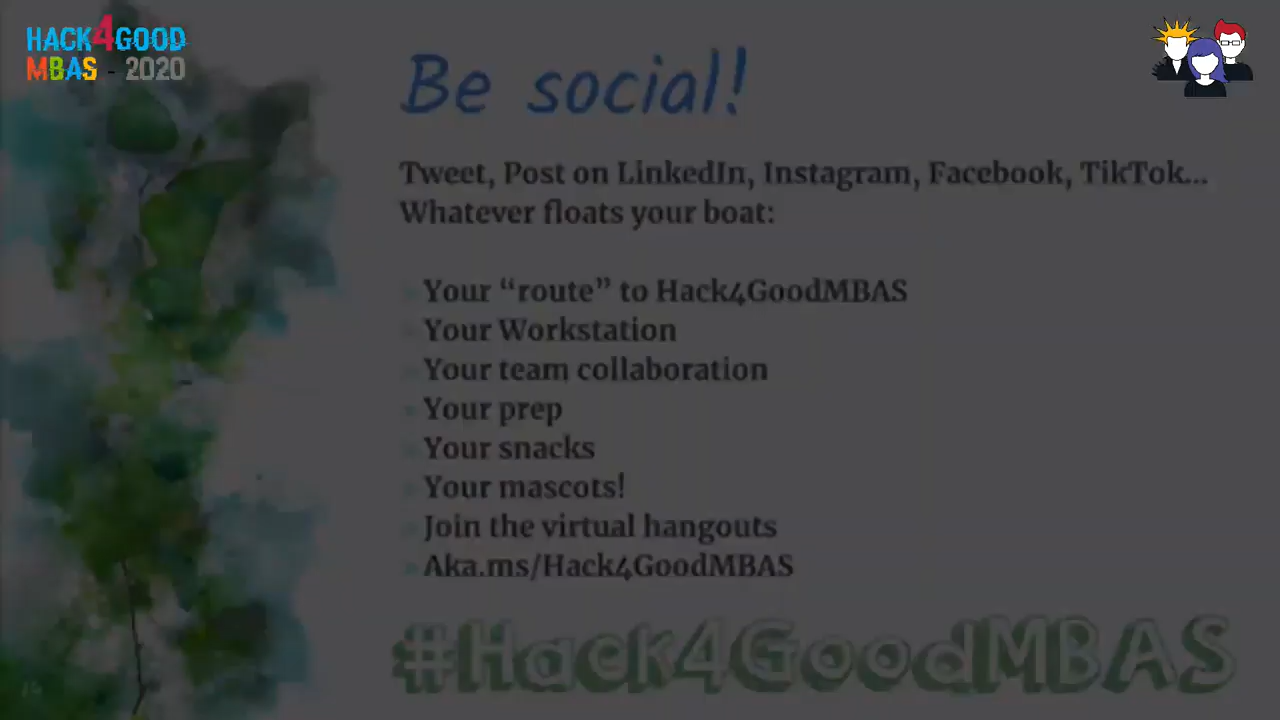 HACK4GOOD
MBAS - 2020
Be social!
Tweet, Post on LinkedIn, Instagram, Facebook, TikTok...
Whatever floats your boat:
Your “route” to Hack4GoodMBAS
Your Workstation
Your team collaboration
Your prep
Your snacks
Your mascots!
Join the virtual hangouts
Aka.ms/Hack4GoodMBAS
#Hack4GoodMBAS